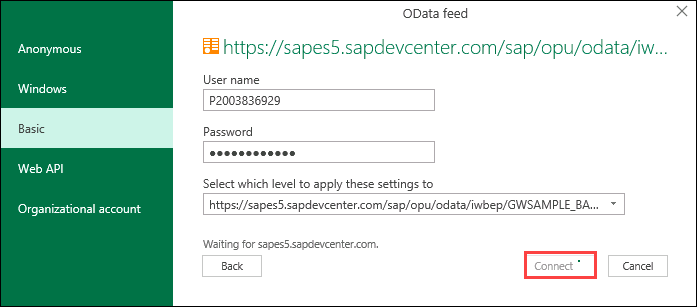 OData feed
Anonymous
Windows
Basic
Web API
Organizational account
https://sapes5.sapdevcenter.com/sap/opu/odata/iw...
User name
P2003836929
Password
●●●●●●●●●●●●
Select which level to apply these settings to
https://sapes5.sapdevcenter.com/sap/opu/odata/iwbep/GWSAMPLE_BA...
Waiting for sapes5.sapdevcenter.com.
Back
Connect
Cancel